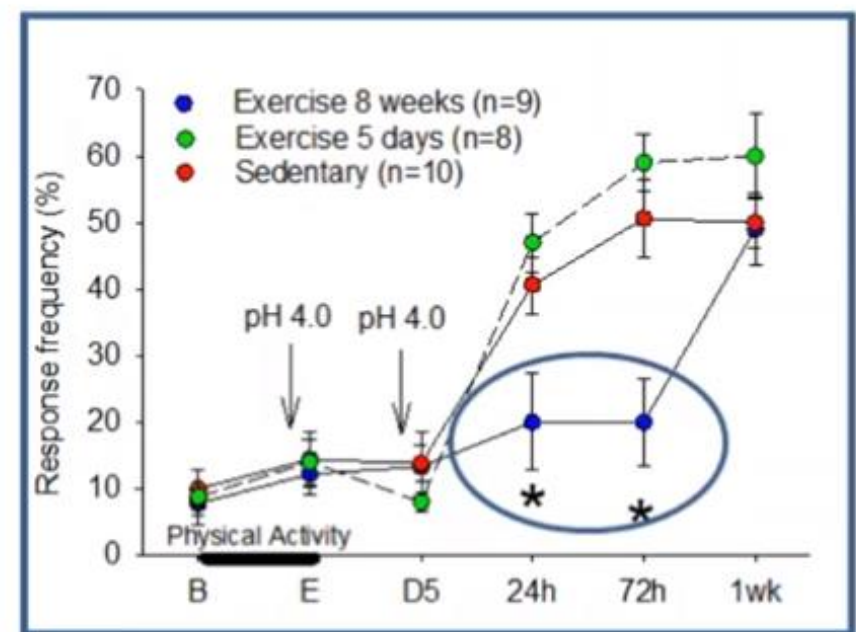 70
60
50
40
30
20
10
0
Response frequency (%)
Exercise 8 weeks (n=9)
Exercise 5 days (n=8)
Sedentary (n=10)
pH 4.0 pH 4.0
* *
Physical Activity
B E D5 24h 72h 1wk